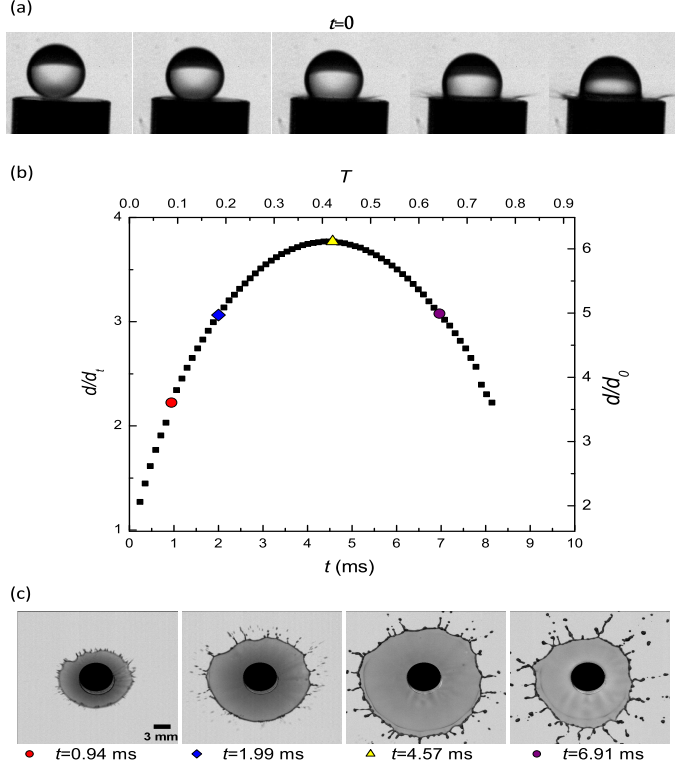 (a)
t=0
(b)
T
0.0 0.1 0.2 0.3 0.4 0.5 0.6 0.7 0.8 0.9
4
3
2
1
d/dt
6
5
4
3
2
d/d0
0 1 2 3 4 5 6 7 8 9 10
t (ms)
(c)
3 mm
t=0.94 ms t=1.99 ms t=4.57 ms t=6.91 ms